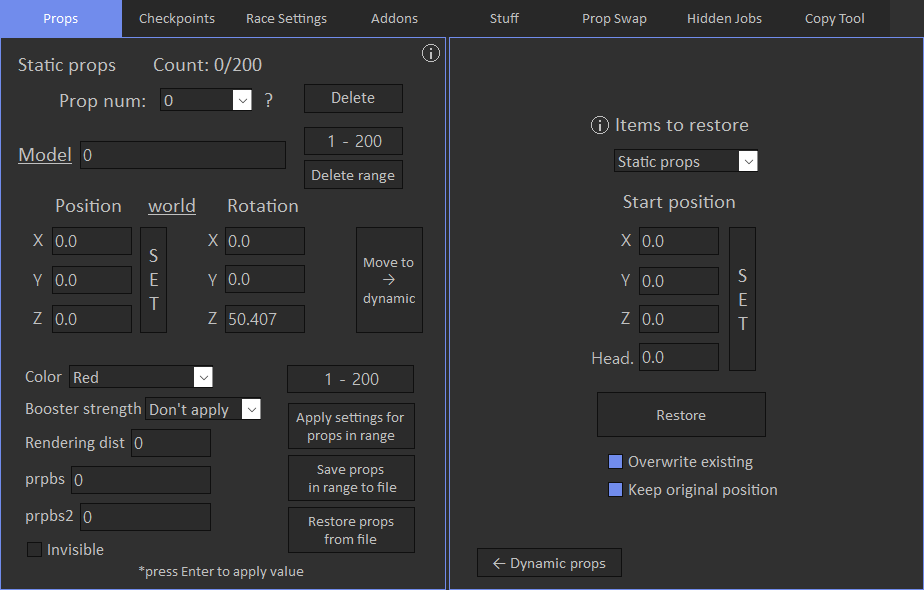 Props Checkpoints Race Settings Addons Stuff Prop Swap Hidden Jobs Copy Tool
Static props Count: 0/200
Prop num: 0 ? Delete
Model 0
1 - 200
Delete range
Position world Rotation
X 0.0 X 0.0
Y 0.0 Y 0.0
Z 0.0 Z 50.407
SET
Move to
→
dynamic
Color Red
Booster strength Don't apply
Rendering dist 0
prpbs 0
prpbs2 0
Invisible
1 - 200
Apply settings for
props in range
Save props
in range to file
Restore props
from file
*press Enter to apply value
Items to restore
Static props
Start position
X 0.0
Y 0.0
Z 0.0
Head. 0.0
SET
Restore
Overwrite existing
Keep original position
← Dynamic props